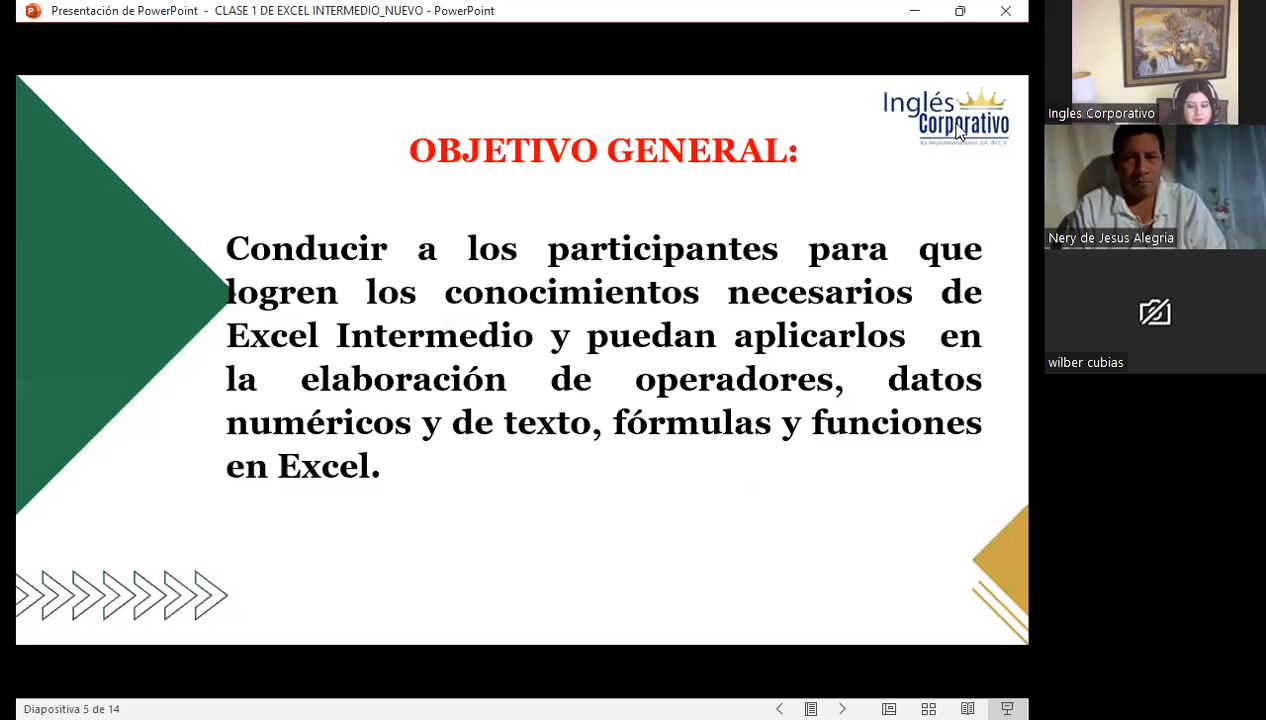 Presentación de PowerPoint - CLASE 1 DE EXCEL INTERMEDIO_NUEVO - PowerPoint
Inglés
Corporativo
OBJETIVO GENERAL:
Conducir a los participantes para que
logren los conocimientos necesarios de
Excel Intermedio y puedan aplicarlos en
la elaboración de operadores, datos
numéricos y de texto, fórmulas y funciones
en Excel.
Diapositiva 5 de 14
Ingles Corporativo
Nery de Jesus Alegria
wilber cubias